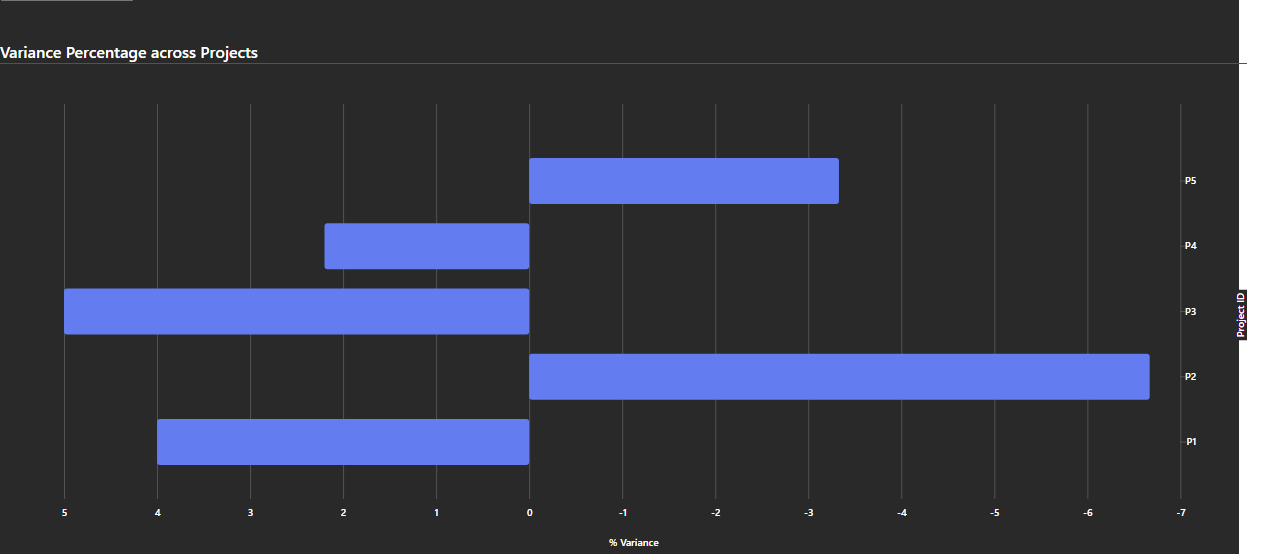 Variance Percentage across Projects
P5
P4
P3
P2
P1
Project ID
5 4 3 2 1 0 -1 -2 -3 -4 -5 -6 -7
% Variance